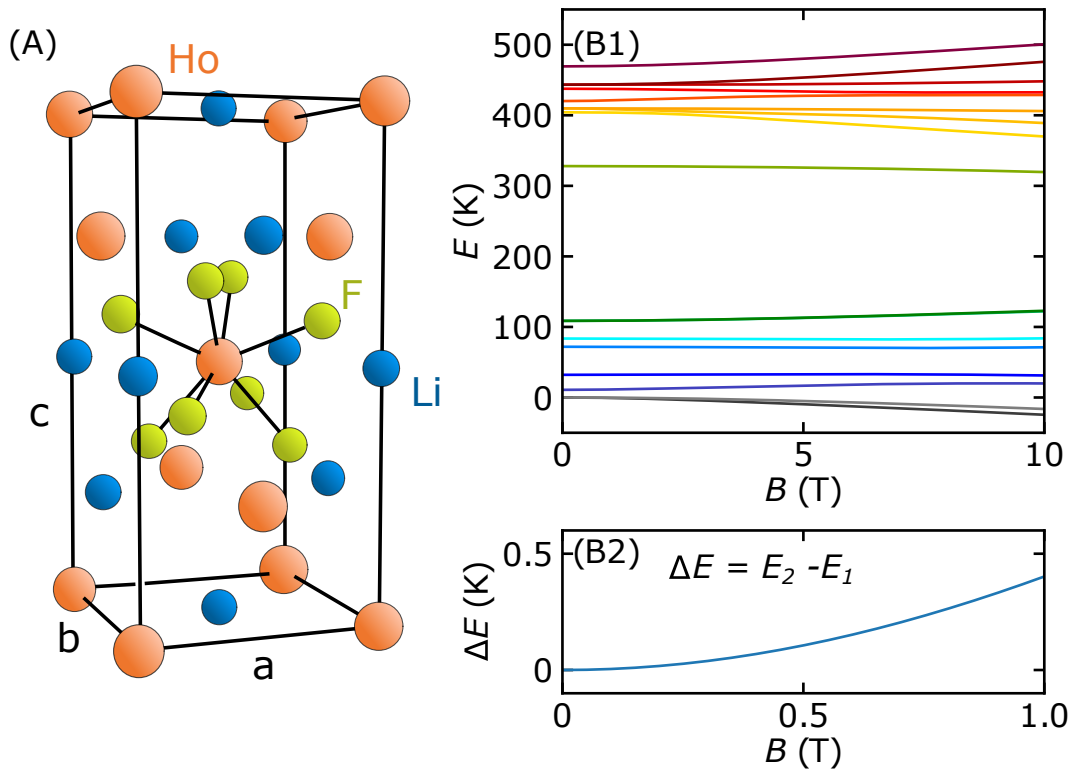 (A)
Ho
F
Li
c
b
a
(B1)
500
400
300
200
100
0
E (K)
0
5
10
B (T)
(B2)
ΔE = E2 -E1
0.5
0
ΔE (K)
0
0.5
1.0
B (T)